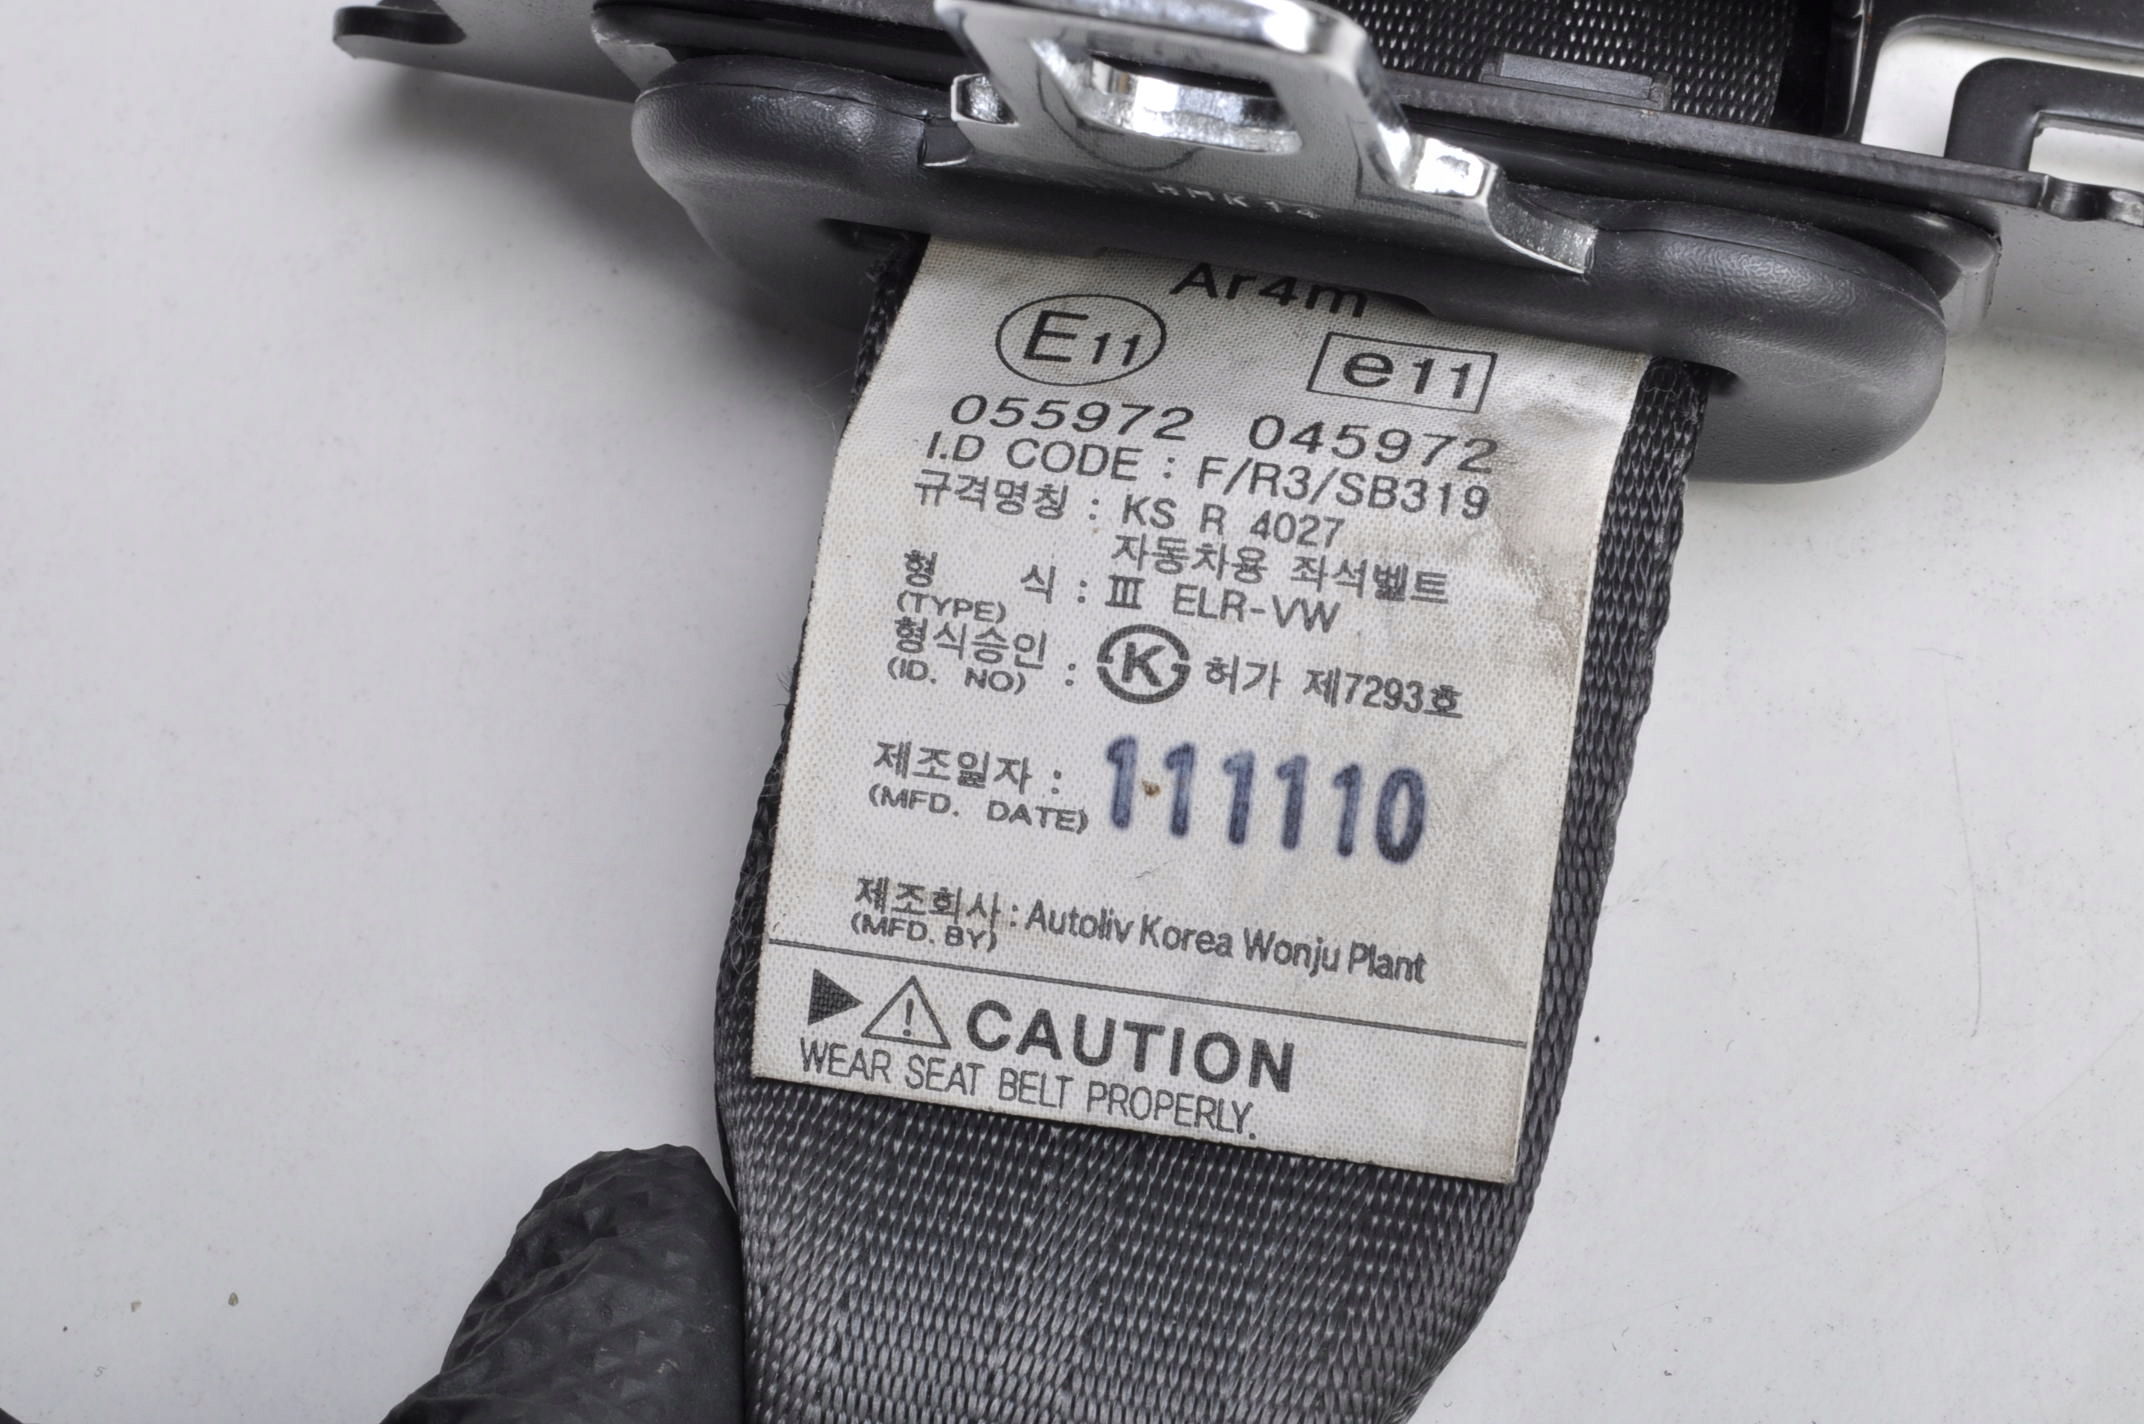 HMK14
Ar4m
E11 e11
055972 045972
I.D CODE : F/R3/SB319
규격명칭 : KS R 4027
자동차용 좌석벨트
형 식 : Ⅲ ELR-VW
(TYPE)
형식승인 : K 허가 제7293호
(ID. NO)
제조일자 : 111110
(MFD. DATE)
제조회사 : Autoliv Korea Wonju Plant
(MFD. BY)
CAUTION
WEAR SEAT BELT PROPERLY.